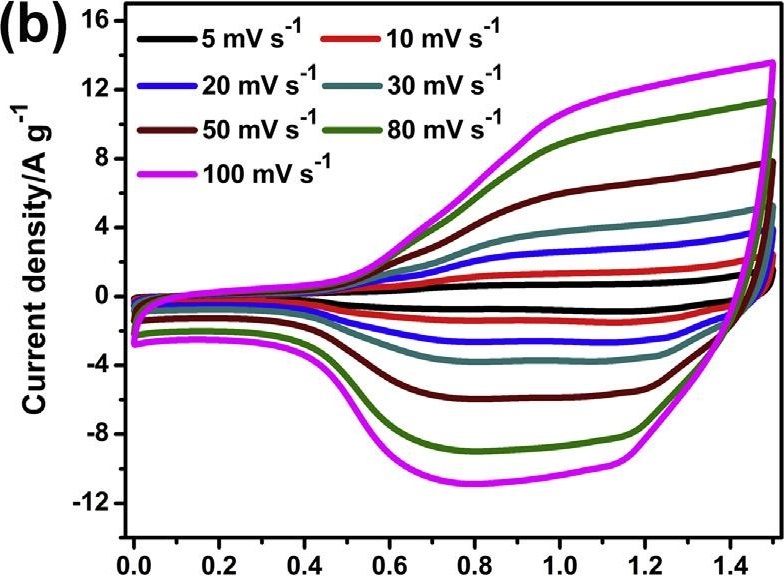 (b)
5 mV s⁻¹ 10 mV s⁻¹
20 mV s⁻¹ 30 mV s⁻¹
50 mV s⁻¹ 80 mV s⁻¹
100 mV s⁻¹
Current density/A g⁻¹
16
12
8
4
0
-4
-8
-12
0.0 0.2 0.4 0.6 0.8 1.0 1.2 1.4